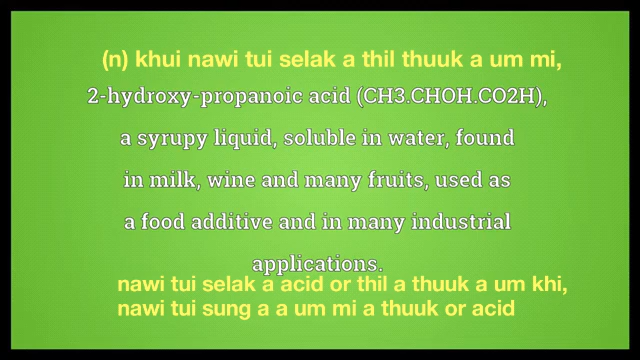 (n) khui nawi tui selak a thil thuuk a um mi,
2-hydroxy-propanoic acid (CH3.CHOH.CO2H),
a syrupy liquid, soluble in water, found
in milk, wine and many fruits, used as
a food additive and in many industrial
applications.
nawi tui selak a acid or thil a thuuk a um khi,
nawi tui sung a a um mi a thuuk or acid